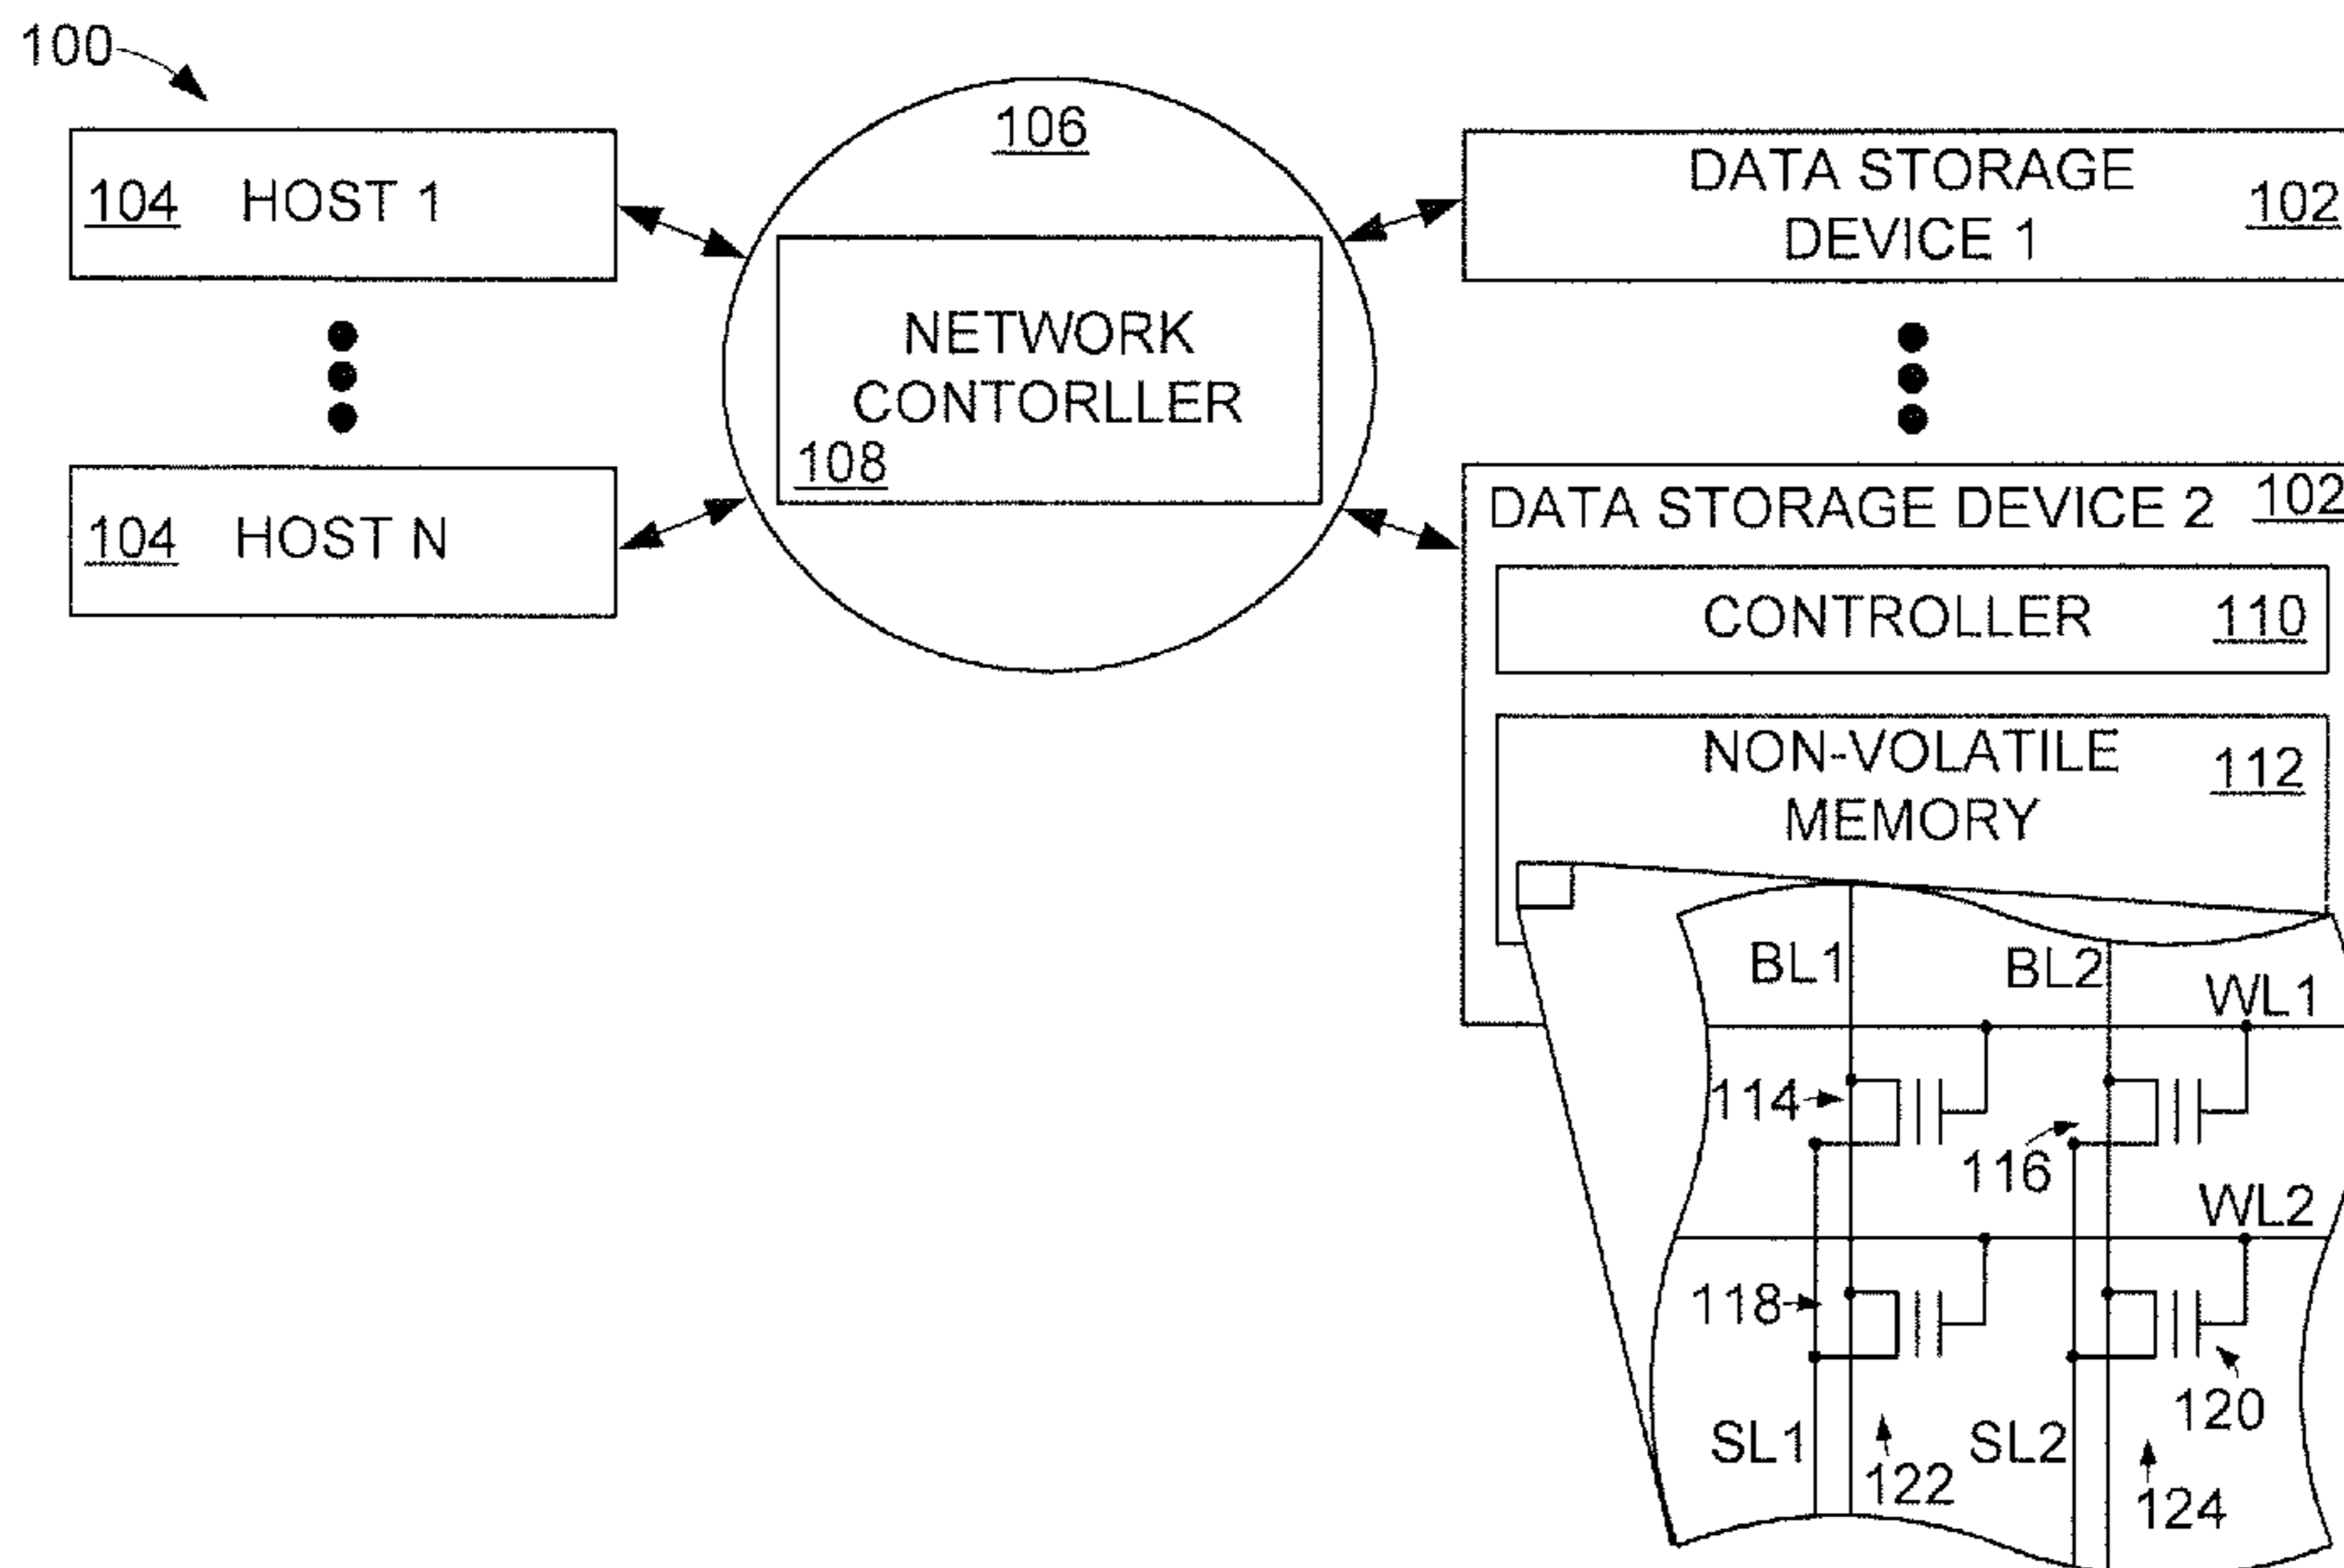 100
104 HOST 1
104 HOST N
106
NETWORK
CONTORLLER
108
DATA STORAGE
DEVICE 1
102
DATA STORAGE DEVICE 2 102
CONTROLLER 110
NON-VOLATILE
MEMORY
112
BL1
BL2
WL1
114
116
WL2
118
120
SL1
SL2
122
124